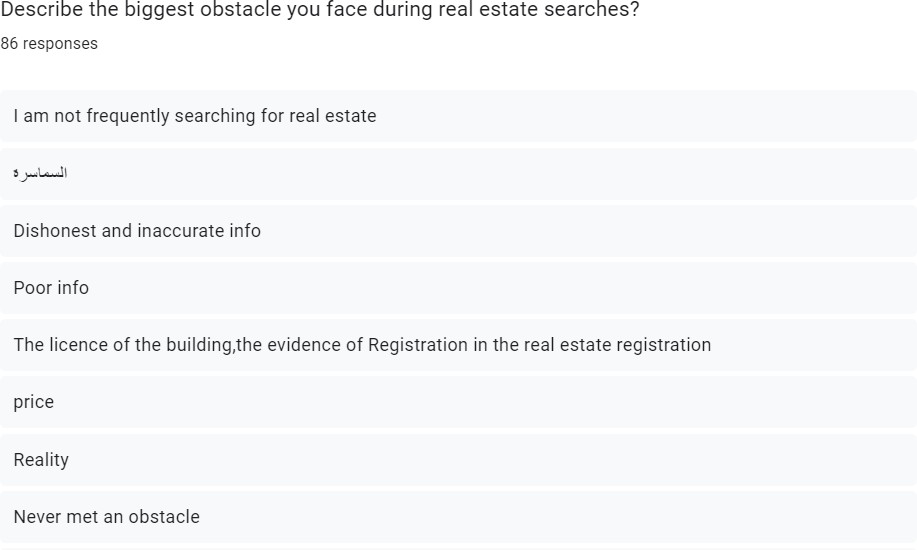 Describe the biggest obstacle you face during real estate searches?
86 responses
I am not frequently searching for real estate
السماسرة
Dishonest and inaccurate info
Poor info
The licence of the building,the evidence of Registration in the real estate registration
price
Reality
Never met an obstacle